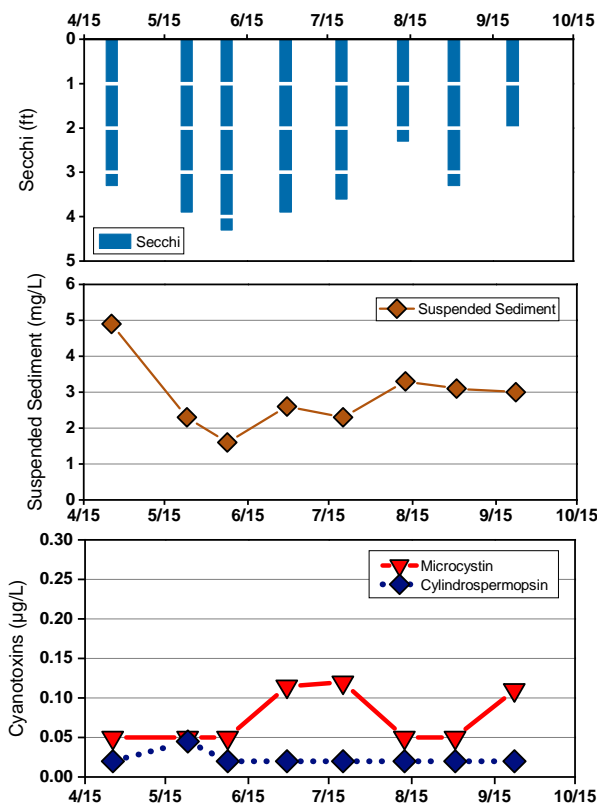 4/15 5/15 6/15 7/15 8/15 9/15 10/15
0
1
2
3
4
5
Secchi (ft)
Secchi
6
5
4
3
2
1
0
Suspended Sediment (mg/L)
Suspended Sediment
4/15 5/15 6/15 7/15 8/15 9/15 10/15
0.30
0.25
0.20
0.15
0.10
0.05
0.00
Cyanotoxins (µg/L)
Microcystin
Cylindrospermopsin
4/15 5/15 6/15 7/15 8/15 9/15 10/15